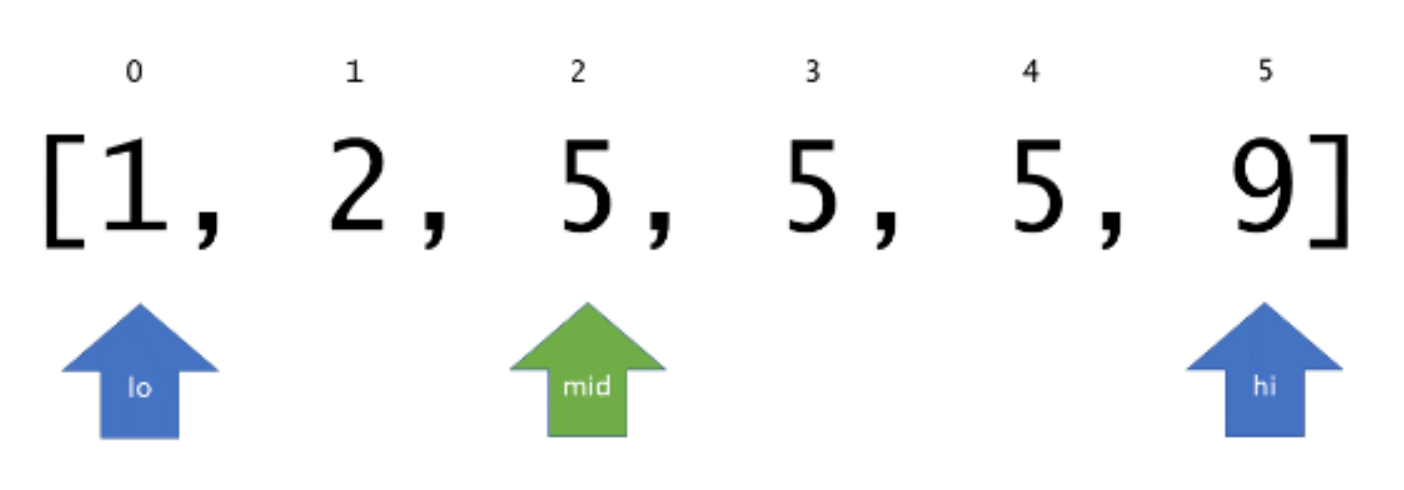 0 1 2 3 4 5
[1, 2, 5, 5, 5, 9]
lo mid hi